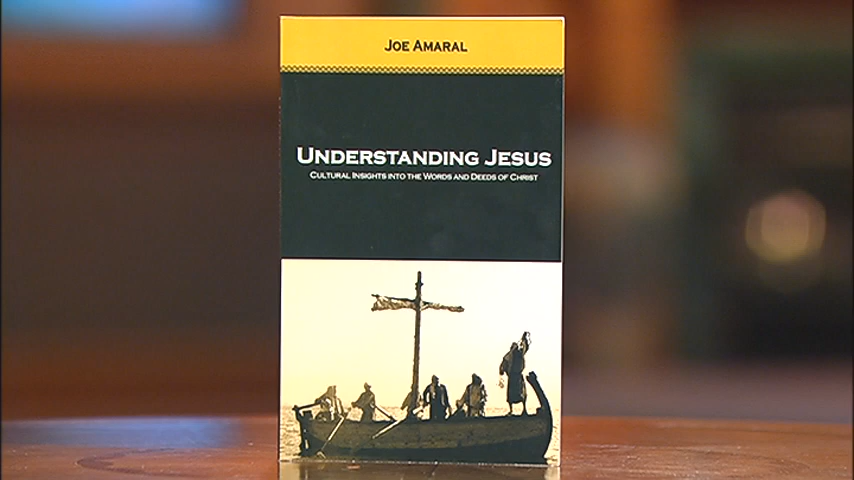 JOE AMARAL
UNDERSTANDING JESUS
CULTURAL INSIGHTS INTO THE WORDS AND DEEDS OF CHRIST